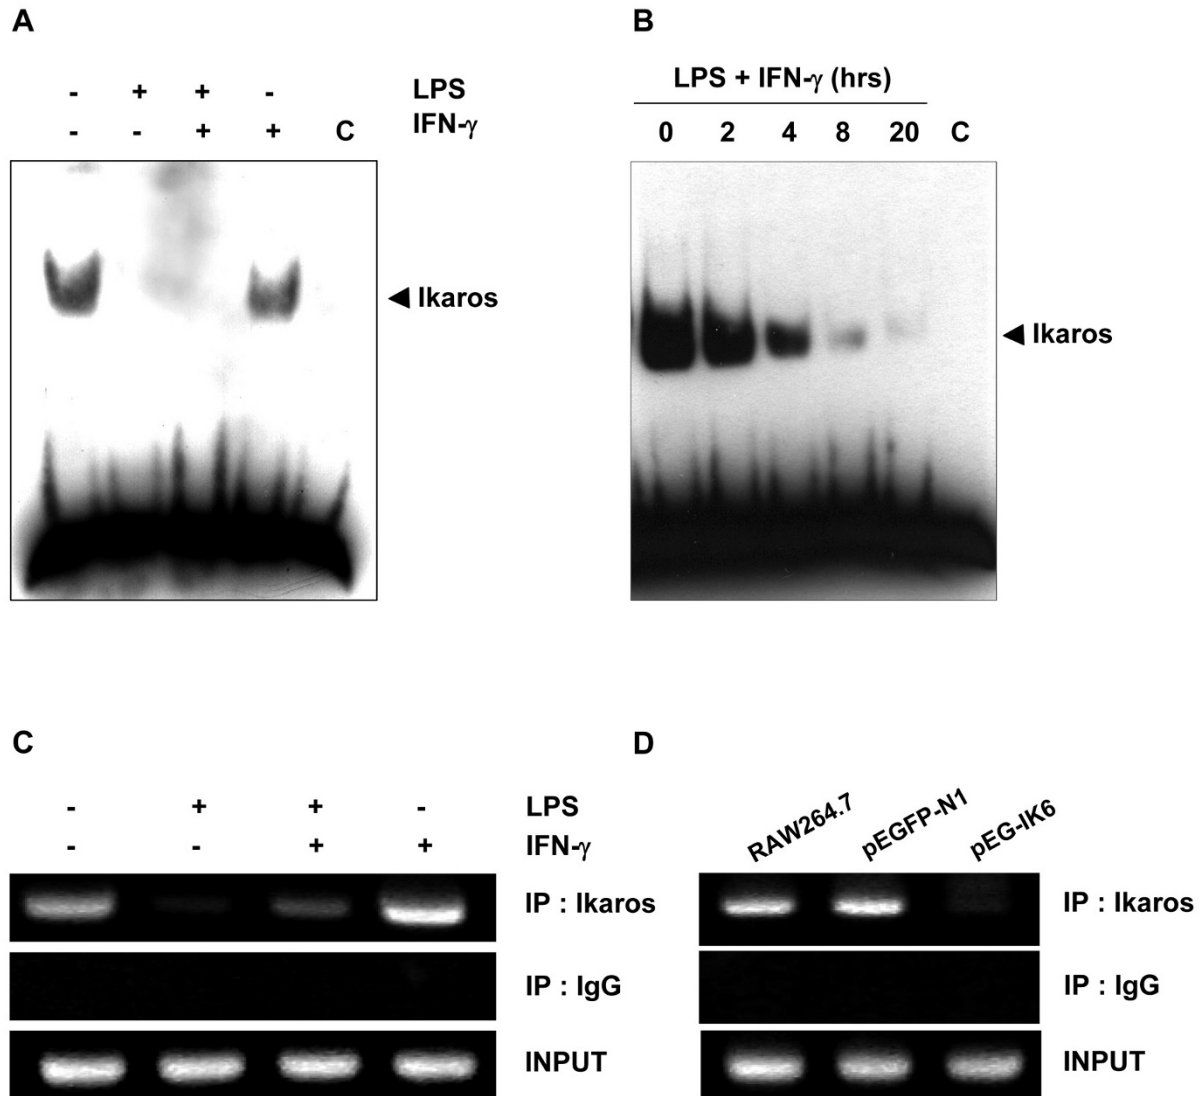 A
- + + - LPS
- - + + C IFN-γ
◄ Ikaros
B
LPS + IFN-γ (hrs)
0 2 4 8 20 C
◄ Ikaros
C
- + + - LPS
- - + + IFN-γ
IP : Ikaros
IP : IgG
INPUT
D
RAW264.7 pEGFP-N1 pEG-IK6
IP : Ikaros
IP : IgG
INPUT